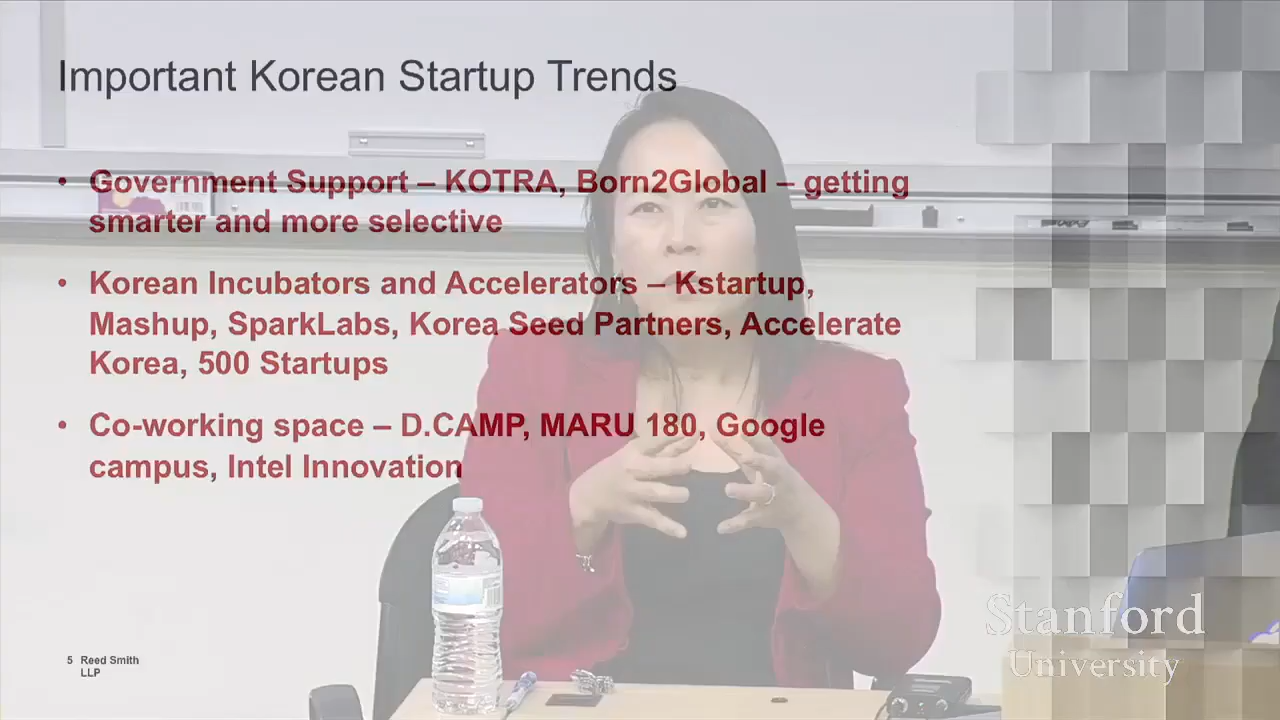 Important Korean Startup Trends
• Government Support – KOTRA, Born2Global – getting
smarter and more selective
• Korean Incubators and Accelerators – Kstartup,
Mashup, SparkLabs, Korea Seed Partners, Accelerate
Korea, 500 Startups
• Co-working space – D.CAMP, MARU 180, Google
campus, Intel Innovation
5 Reed Smith
LLP
Stanford
University